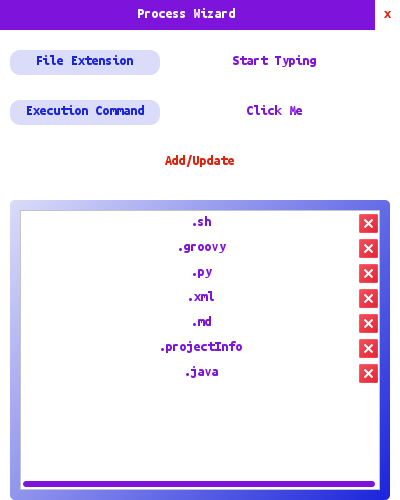 Process Wizard x
File Extension Start Typing
Execution Command Click Me
Add/Update
.sh
.groovy
.py
.xml
.md
.projectInfo
.java